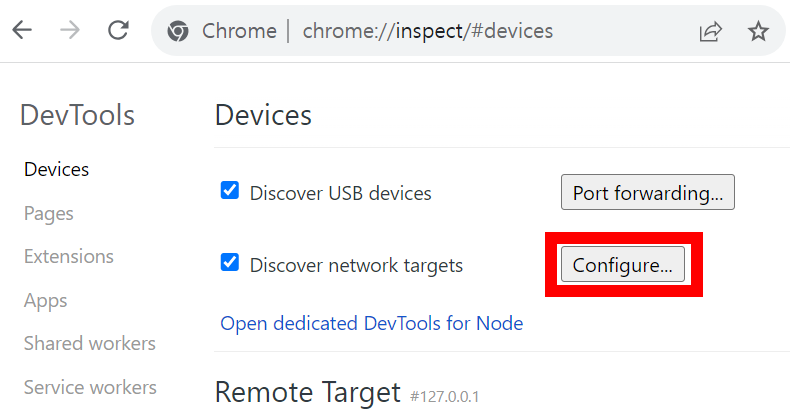 Chrome | chrome://inspect/#devices
DevTools
Devices
Pages
Extensions
Apps
Shared workers
Service workers
Devices
Discover USB devices
Port forwarding...
Discover network targets
Configure...
Open dedicated DevTools for Node
Remote Target #127.0.0.1